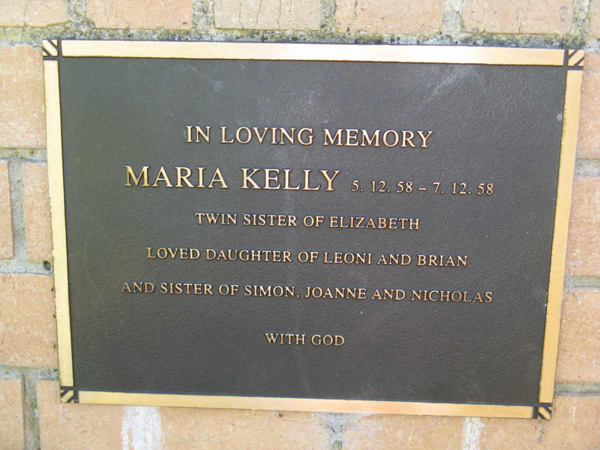 IN LOVING MEMORY
MARIA KELLY 5. 12. 58 – 7. 12. 58
TWIN SISTER OF ELIZABETH
LOVED DAUGHTER OF LEONI AND BRIAN
AND SISTER OF SIMON, JOANNE AND NICHOLAS
WITH GOD